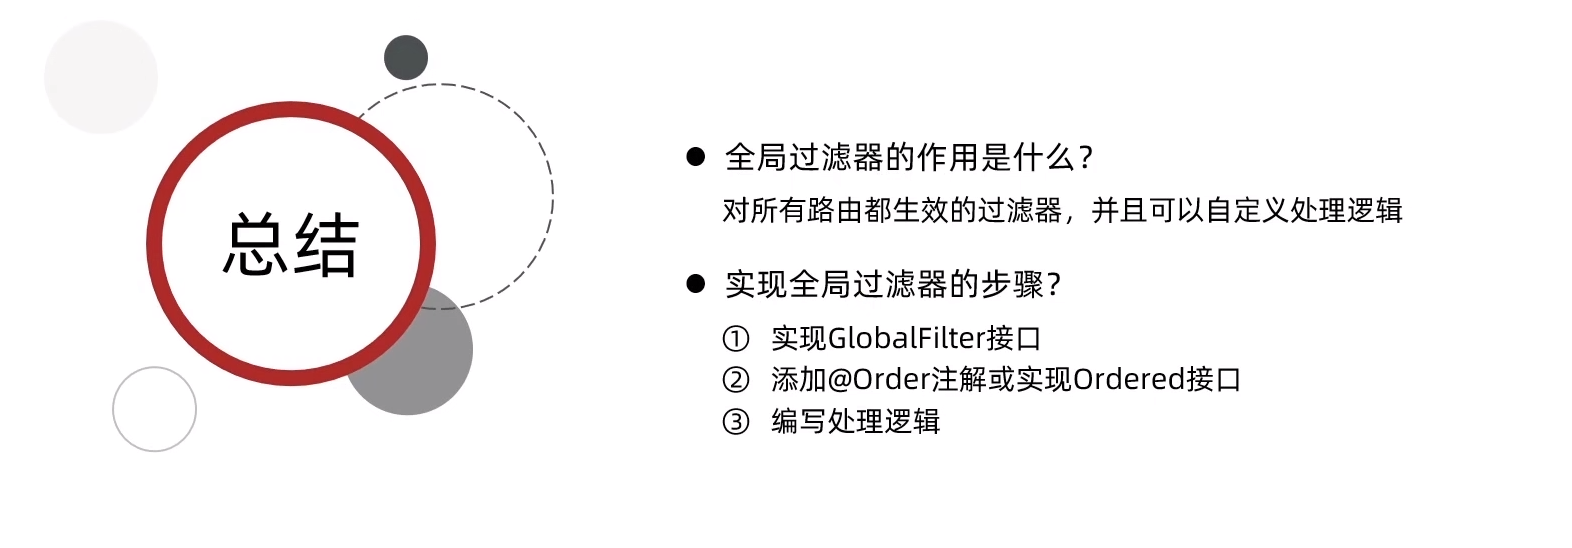 总结
● 全局过滤器的作用是什么？
对所有路由都生效的过滤器，并且可以自定义处理逻辑
● 实现全局过滤器的步骤？
① 实现GlobalFilter接口
② 添加@Order注解或实现Ordered接口
③ 编写处理逻辑